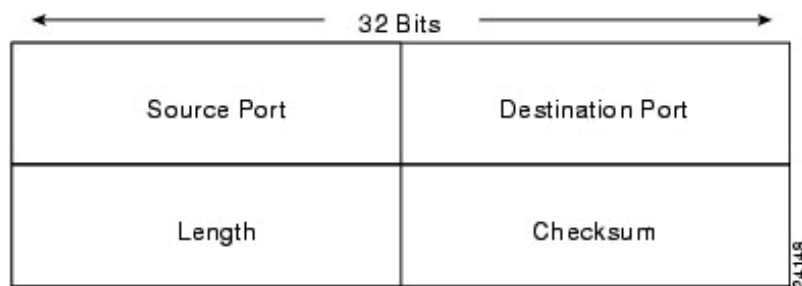 32 Bits
Source Port
Destination Port
Length
Checksum